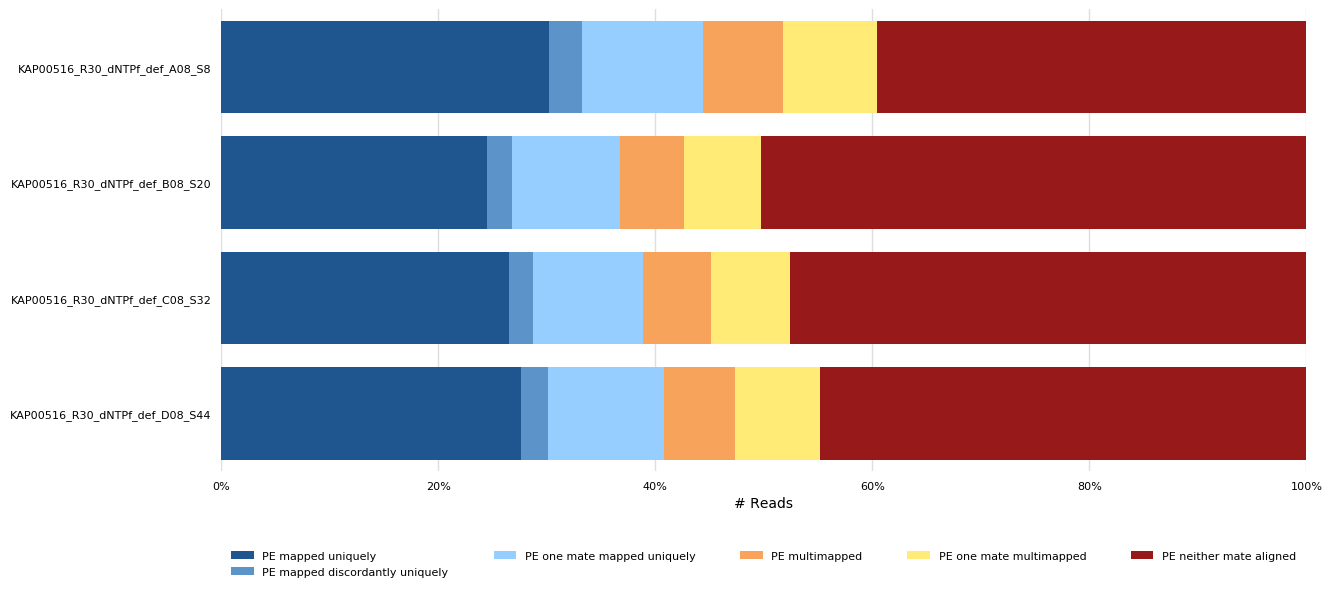 KAP00516_R30_dNTPf_def_A08_S8
KAP00516_R30_dNTPf_def_B08_S20
KAP00516_R30_dNTPf_def_C08_S32
KAP00516_R30_dNTPf_def_D08_S44
0% 20% 40% 60% 80% 100%
# Reads
PE mapped uniquely PE one mate mapped uniquely PE multimapped PE one mate multimapped PE neither mate aligned
PE mapped discordantly uniquely